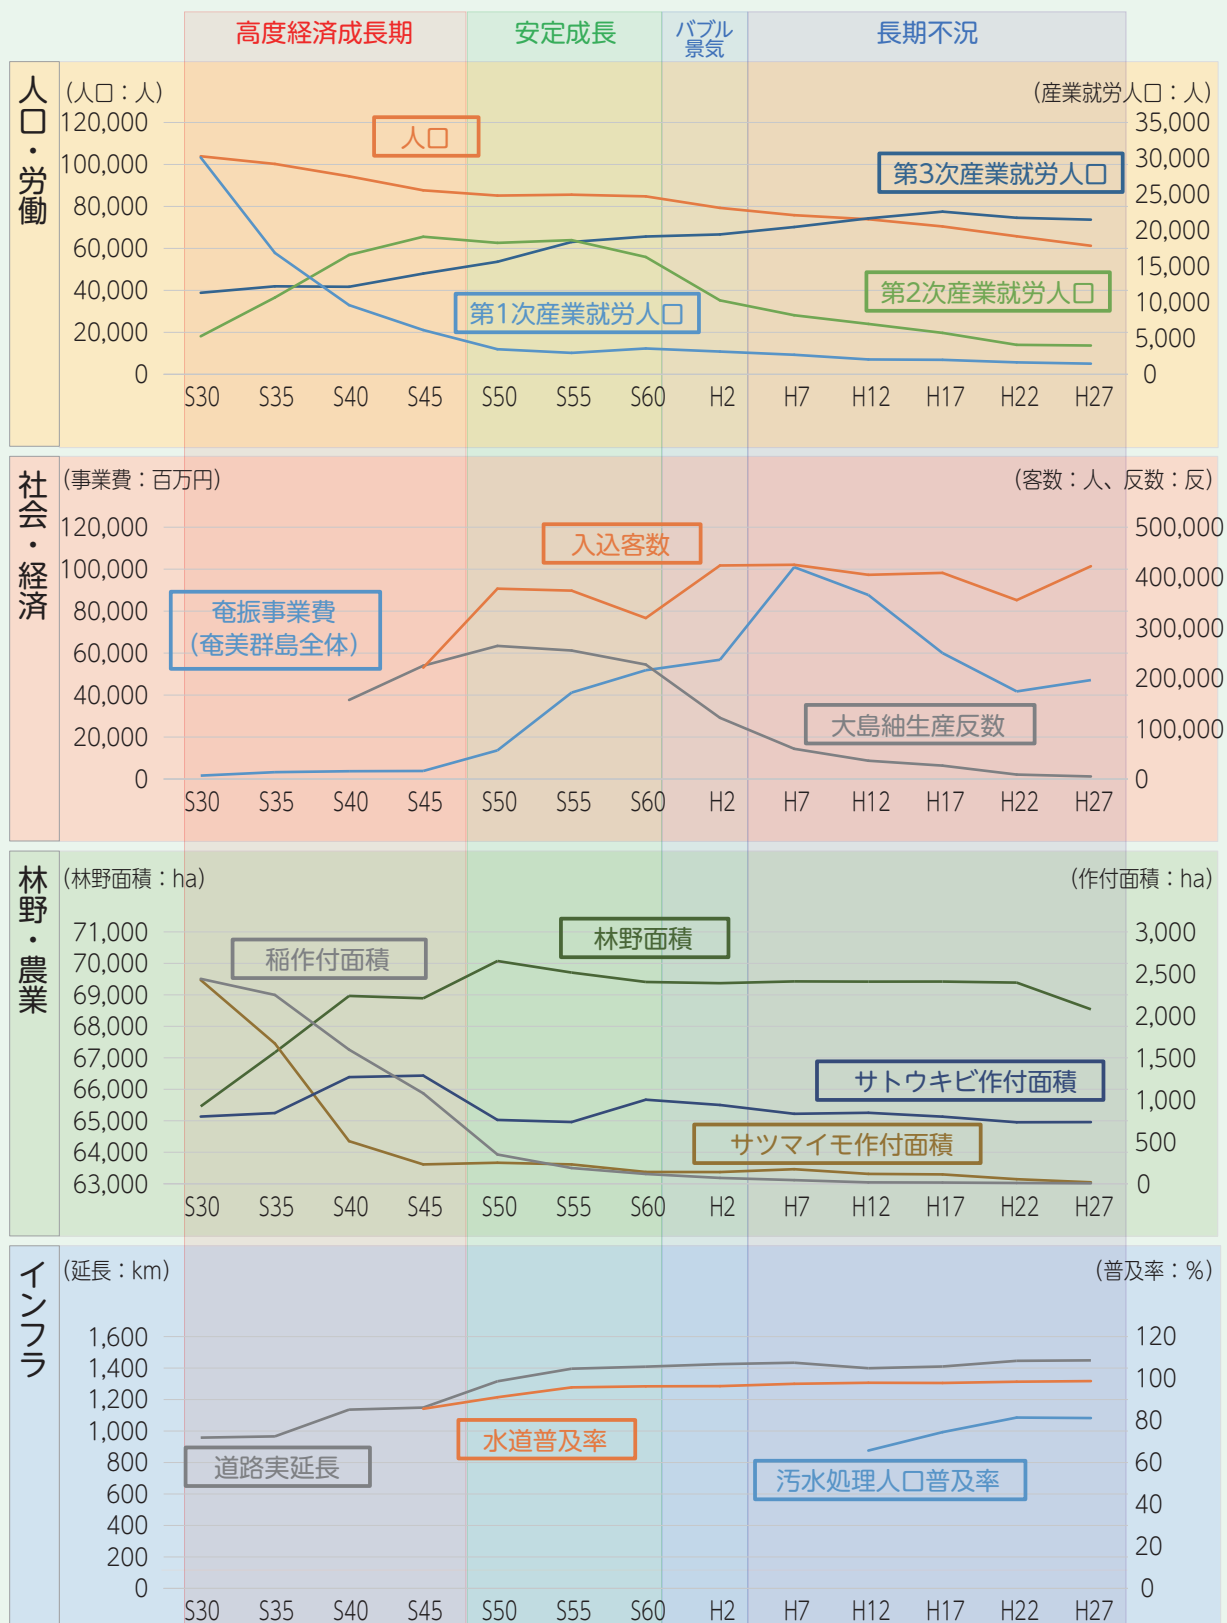 高度経済成長期
安定成長
バブル
景気
長期不況
人口・労働
(人口：人)
(産業就労人口：人)
120,000
100,000
80,000
60,000
40,000
20,000
0
35,000
30,000
25,000
20,000
15,000
10,000
5,000
0
人口
第3次産業就労人口
第2次産業就労人口
第1次産業就労人口
S30 S35 S40 S45 S50 S55 S60 H2 H7 H12 H17 H22 H27
社会・経済
(事業費：百万円)
(客数：人、反数：反)
120,000
100,000
80,000
60,000
40,000
20,000
0
500,000
400,000
300,000
200,000
100,000
0
入込客数
奄振事業費
(奄美群島全体)
大島紬生産反数
S30 S35 S40 S45 S50 S55 S60 H2 H7 H12 H17 H22 H27
林野・農業
(林野面積：ha)
(作付面積：ha)
71,000
70,000
69,000
68,000
67,000
66,000
65,000
64,000
63,000
3,000
2,500
2,000
1,500
1,000
500
0
林野面積
稲作付面積
サトウキビ作付面積
サツマイモ作付面積
S30 S35 S40 S45 S50 S55 S60 H2 H7 H12 H17 H22 H27
インフラ
(延長：km)
(普及率：%)
1,600
1,400
1,200
1,000
800
600
400
200
0
120
100
80
60
40
20
0
水道普及率
道路実延長
汚水処理人口普及率
S30 S35 S40 S45 S50 S55 S60 H2 H7 H12 H17 H22 H27